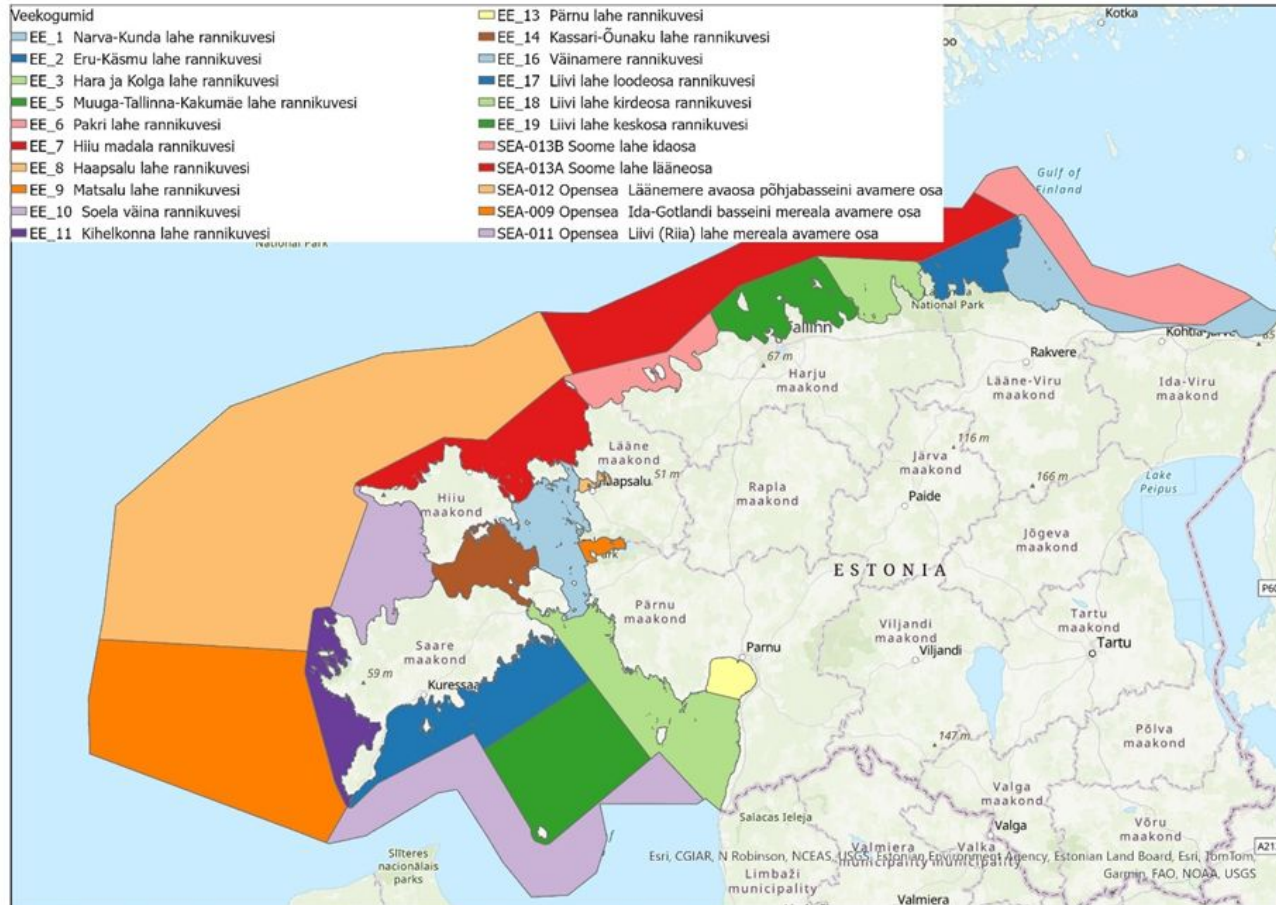 Veekogumid
EE_1 Narva-Kunda lahe rannikuvesi
EE_2 Eru-Käsmu lahe rannikuvesi
EE_3 Hara ja Kolga lahe rannikuvesi
EE_5 Muuga-Tallinna-Kakumäe lahe rannikuvesi
EE_6 Pakri lahe rannikuvesi
EE_7 Hiiu madala rannikuvesi
EE_8 Haapsalu lahe rannikuvesi
EE_9 Matsalu lahe rannikuvesi
EE_10 Soela väina rannikuvesi
EE_11 Kihelkonna lahe rannikuvesi
EE_13 Pärnu lahe rannikuvesi
EE_14 Kassari-Õunaku lahe rannikuvesi
EE_16 Väinamere rannikuvesi
EE_17 Liivi lahe loodeosa rannikuvesi
EE_18 Liivi lahe kirdeosa rannikuvesi
EE_19 Liivi lahe keskosa rannikuvesi
SEA-013B Soome lahe idaosa
SEA-013A Soome lahe lääneosa
SEA-012 Opensea Läänemere avaosa põhjabasseini avamere osa
SEA-009 Opensea Ida-Gotlandi basseini mereala avamere osa
SEA-011 Opensea Liivi (Riia) lahe mereala avamere osa
Kotka
Gulf of
Finland
National Park
National Park
Tallinn
67 m
Harju
maakond
Rakvere
Lääne-Viru
maakond
Ida-Viru
maakond
Lääne
maakond
51 m
Rapla
maakond
Järva
maakond
116 m
166 m
Paide
Lake
Peipus
Hiiu
maakond
Jõgeva
maakond
ESTONIA
Pärnu
maakond
Saare
maakond
59 m
Parnu
Viljandi
maakond
Viljandi
Tartu
maakond
Tartu
Põlva
maakond
147 m
Valga
maakond
Valga
Võru
maakond
Salacas Ieleja
Slīteres
nacionālais
parks
Limbaži
municipality
Valmiera
municipality
Valka
municipality
Valmiera
Esri, CGIAR, N Robinson, NCEAS, USGS, Estonian Environment Agency, Estonian Land Board, Esri, TomTom,
Garmin, FAO, NOAA, USGS